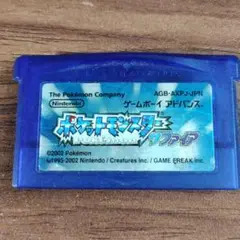 The Pokémon Company AGB-AXPJ-JPN
Nintendo ゲームボーイ アドバンス
ポケットモンスター
サファイア
©2002 Pokémon
©1995-2002 Nintendo / Creatures inc. / GAME FREAK inc.